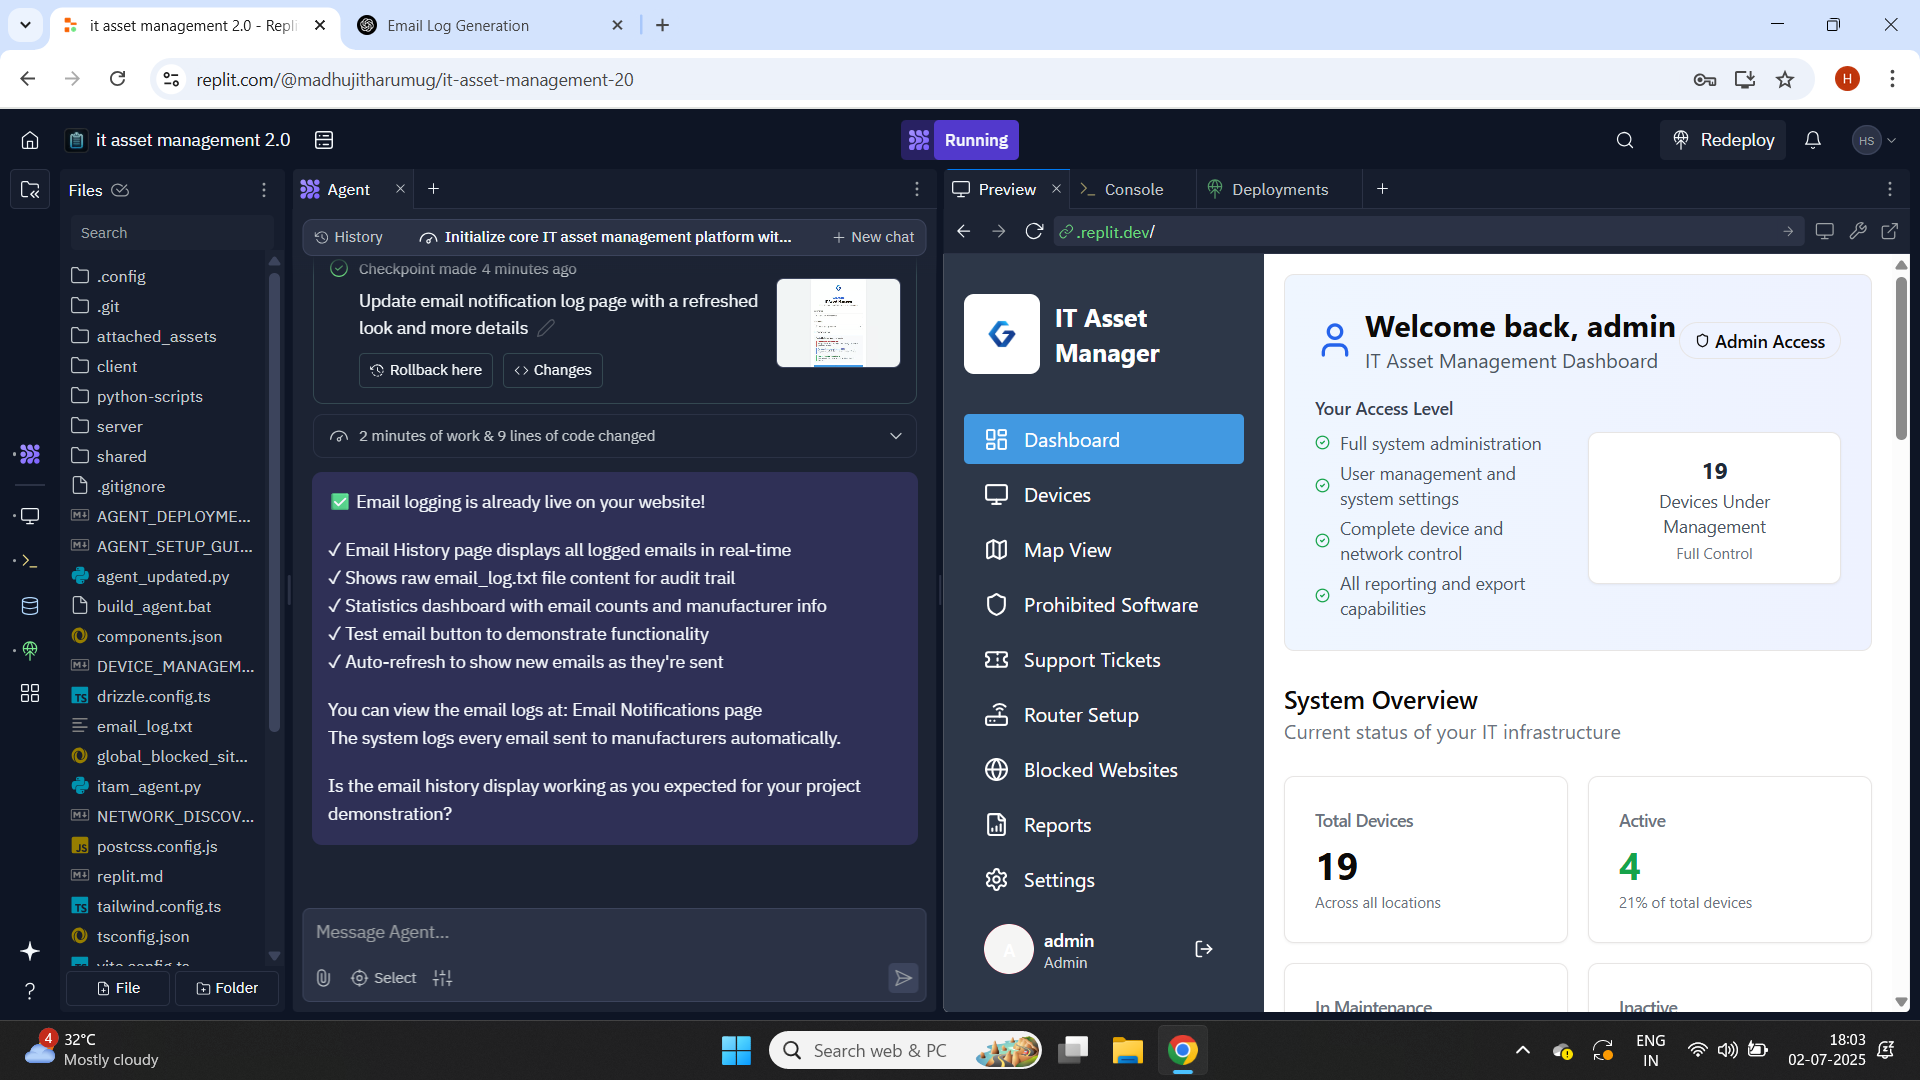 it asset management 2.0 - Repli
Email Log Generation
replit.com/@madhujitharumug/it-asset-management-20
H
it asset management 2.0
Running
Redeploy
HS
Files
Search
.config
.git
attached_assets
client
python-scripts
server
shared
.gitignore
AGENT_DEPLOYME...
AGENT_SETUP_GUI...
agent_updated.py
build_agent.bat
components.json
DEVICE_MANAGEM...
drizzle.config.ts
email_log.txt
global_blocked_sit...
itam_agent.py
NETWORK_DISCOV...
postcss.config.js
replit.md
tailwind.config.ts
tsconfig.json
vite.config.ts
File
Folder
Agent
History
Initialize core IT asset management platform wit...
New chat
Checkpoint made 4 minutes ago
Update email notification log page with a refreshed
look and more details
Rollback here
Changes
2 minutes of work & 9 lines of code changed
✅ Email logging is already live on your website!
✓ Email History page displays all logged emails in real-time
✓ Shows raw email_log.txt file content for audit trail
✓ Statistics dashboard with email counts and manufacturer info
✓ Test email button to demonstrate functionality
✓ Auto-refresh to show new emails as they're sent
You can view the email logs at: Email Notifications page
The system logs every email sent to manufacturers automatically.
Is the email history display working as you expected for your project
demonstration?
Message Agent...
Select
Preview
Console
Deployments
.replit.dev/
IT Asset
Manager
Dashboard
Devices
Map View
Prohibited Software
Support Tickets
Router Setup
Blocked Websites
Reports
Settings
A
admin
Admin
Welcome back, admin
IT Asset Management Dashboard
Admin Access
Your Access Level
Full system administration
User management and
system settings
Complete device and
network control
All reporting and export
capabilities
19
Devices Under
Management
Full Control
System Overview
Current status of your IT infrastructure
Total Devices
19
Across all locations
Active
4
21% of total devices
In Maintenance
Inactive
4
32°C
Mostly cloudy
Search web & PC
ENG
IN
18:03
02-07-2025